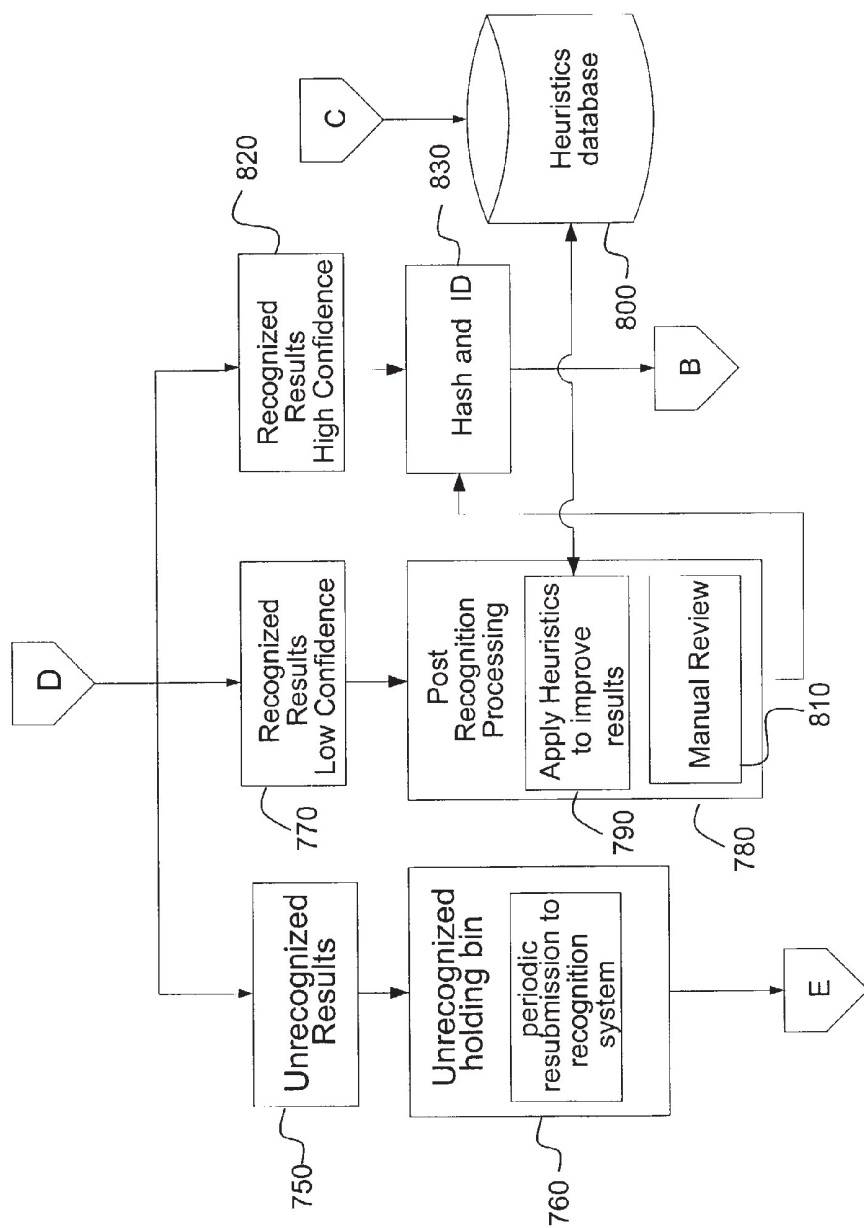 D
Unrecognized
Results
750
Unrecognized
holding bin
periodic
resubmission to
recognition
system
760
E
Recognized
Results
Low Confidence
770
Post
Recognition
Processing
Apply Heuristics
to improve
results
790
Manual Review
810
780
Recognized
Results
High Confidence
820
Hash and ID
830
B
C
Heuristics
database
800